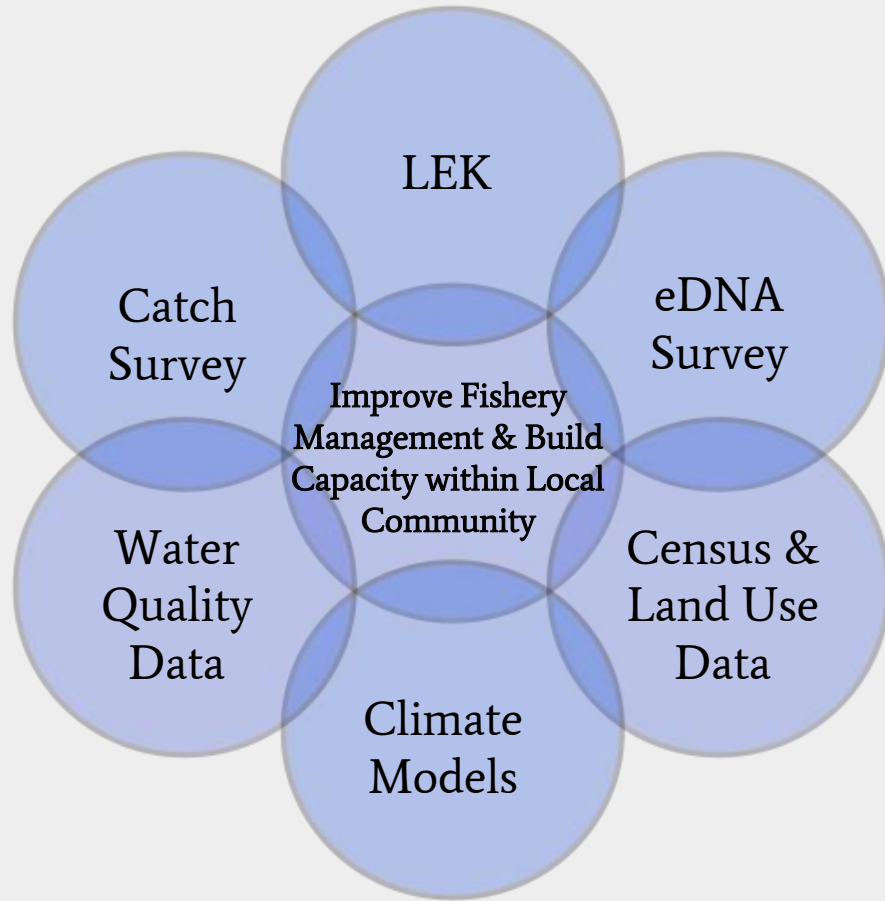 LEK
Catch
Survey
eDNA
Survey
Improve Fishery
Management & Build
Capacity within Local
Community
Water
Quality
Data
Census &
Land Use
Data
Climate
Models